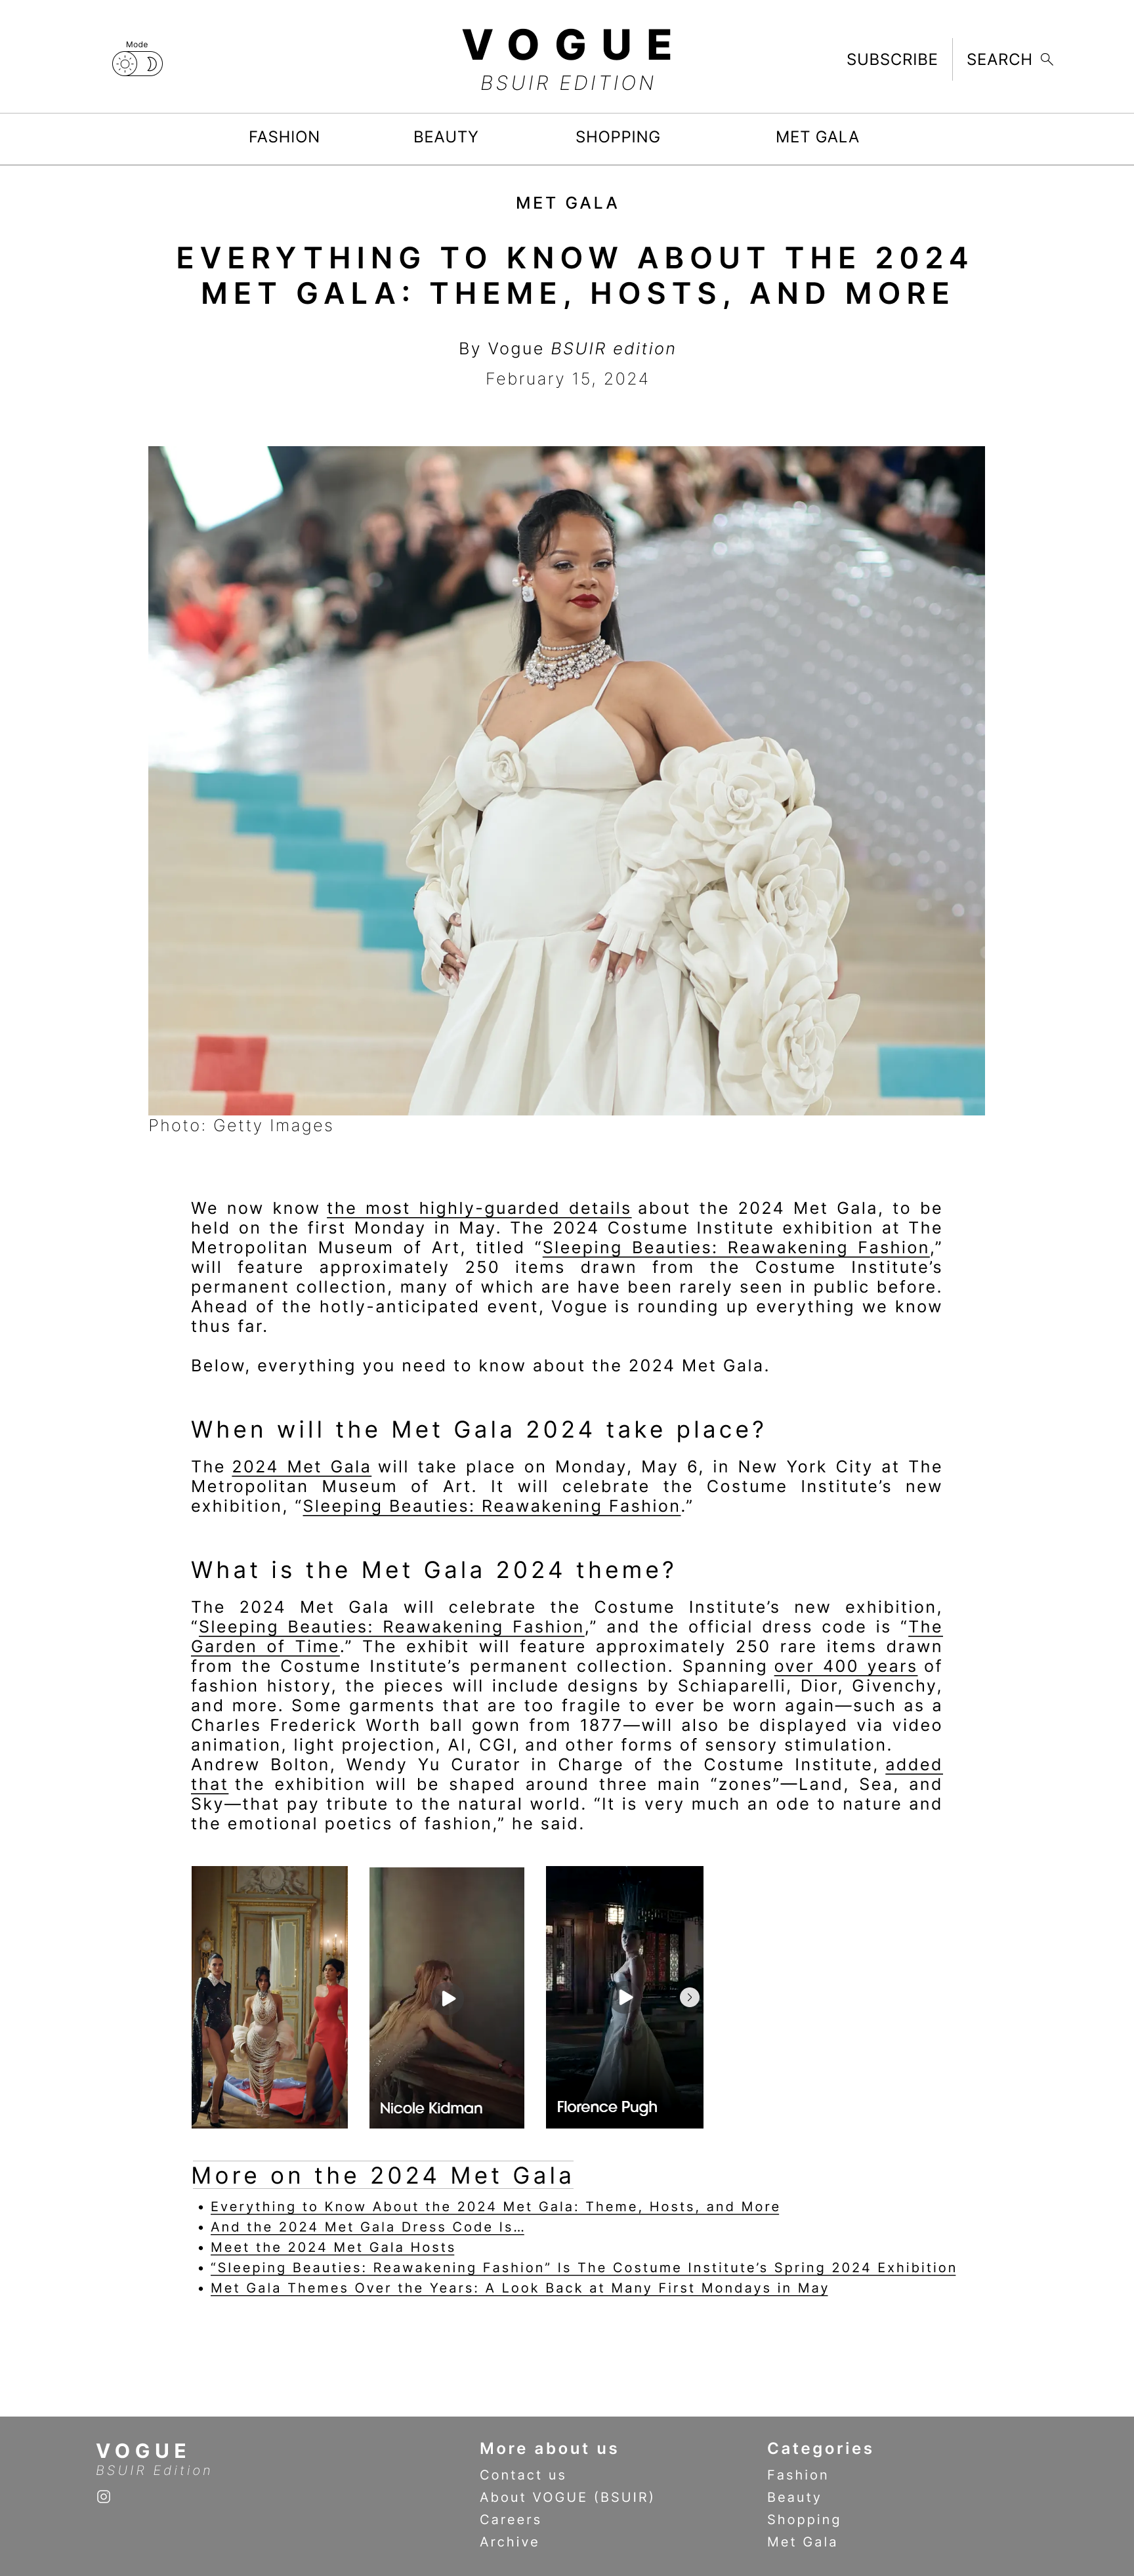 Mode
VOGUE
BSUIR EDITION
SUBSCRIBE
SEARCH
FASHION
BEAUTY
SHOPPING
MET GALA
MET GALA
EVERYTHING TO KNOW ABOUT THE 2024
MET GALA: THEME, HOSTS, AND MORE
By Vogue BSUIR edition
February 15, 2024
Photo: Getty Images
We now know the most highly-guarded details about the 2024 Met Gala, to be
held on the first Monday in May. The 2024 Costume Institute exhibition at The
Metropolitan Museum of Art, titled “Sleeping Beauties: Reawakening Fashion,”
will feature approximately 250 items drawn from the Costume Institute’s
permanent collection, many of which are have been rarely seen in public before.
Ahead of the hotly-anticipated event, Vogue is rounding up everything we know
thus far.
Below, everything you need to know about the 2024 Met Gala.
When will the Met Gala 2024 take place?
The 2024 Met Gala will take place on Monday, May 6, in New York City at The
Metropolitan Museum of Art. It will celebrate the Costume Institute’s new
exhibition, “Sleeping Beauties: Reawakening Fashion.”
What is the Met Gala 2024 theme?
The 2024 Met Gala will celebrate the Costume Institute’s new exhibition,
“Sleeping Beauties: Reawakening Fashion,” and the official dress code is “The
Garden of Time.” The exhibit will feature approximately 250 rare items drawn
from the Costume Institute’s permanent collection. Spanning over 400 years of
fashion history, the pieces will include designs by Schiaparelli, Dior, Givenchy,
and more. Some garments that are too fragile to ever be worn again—such as a
Charles Frederick Worth ball gown from 1877—will also be displayed via video
animation, light projection, AI, CGI, and other forms of sensory stimulation.
Andrew Bolton, Wendy Yu Curator in Charge of the Costume Institute, added
that the exhibition will be shaped around three main “zones”—Land, Sea, and
Sky—that pay tribute to the natural world. “It is very much an ode to nature and
the emotional poetics of fashion,” he said.
Nicole Kidman
Florence Pugh
More on the 2024 Met Gala
• Everything to Know About the 2024 Met Gala: Theme, Hosts, and More
• And the 2024 Met Gala Dress Code Is…
• Meet the 2024 Met Gala Hosts
• “Sleeping Beauties: Reawakening Fashion” Is The Costume Institute’s Spring 2024 Exhibition
• Met Gala Themes Over the Years: A Look Back at Many First Mondays in May
VOGUE
BSUIR Edition
More about us
Contact us
About VOGUE (BSUIR)
Careers
Archive
Categories
Fashion
Beauty
Shopping
Met Gala